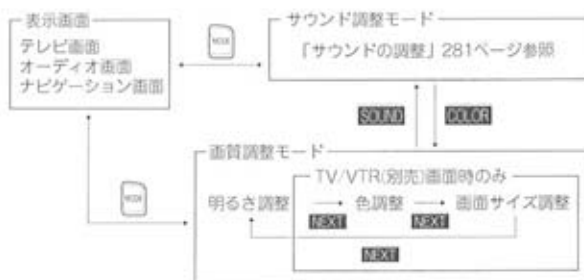 表示画面
テレビ画面
オーディオ画面
ナビゲーション画面
MODE
サウンド調整モード
「サウンドの調整」281ページ参照
SOUND
COLOR
画質調整モード
MODE
TV/VTR(別売)画面時のみ
明るさ調整
色調整
画面サイズ調整
NEXT
NEXT
NEXT